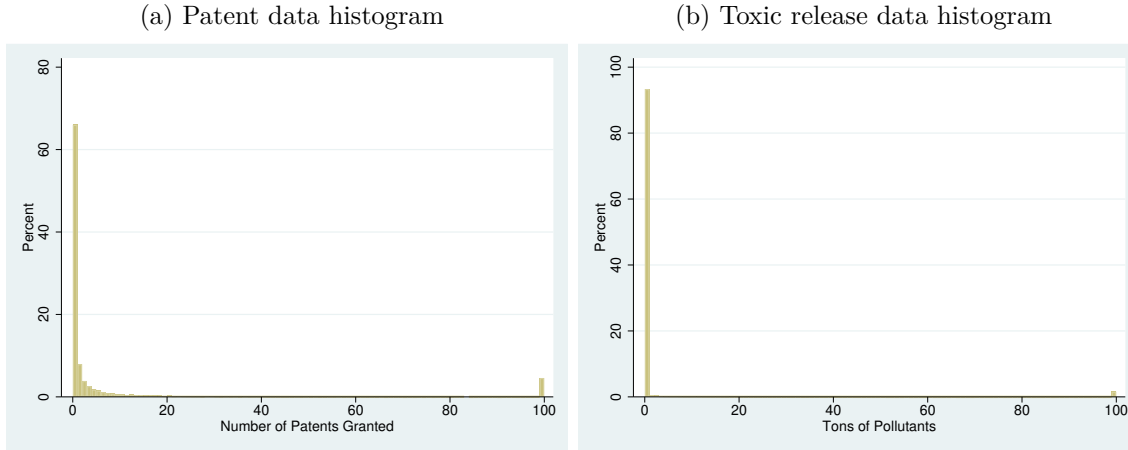 (a) Patent data histogram
80
60
40
20
0
Percent
0 20 40 60 80 100
Number of Patents Granted
(b) Toxic release data histogram
100
80
60
40
20
0
Percent
0 20 40 60 80 100
Tons of Pollutants